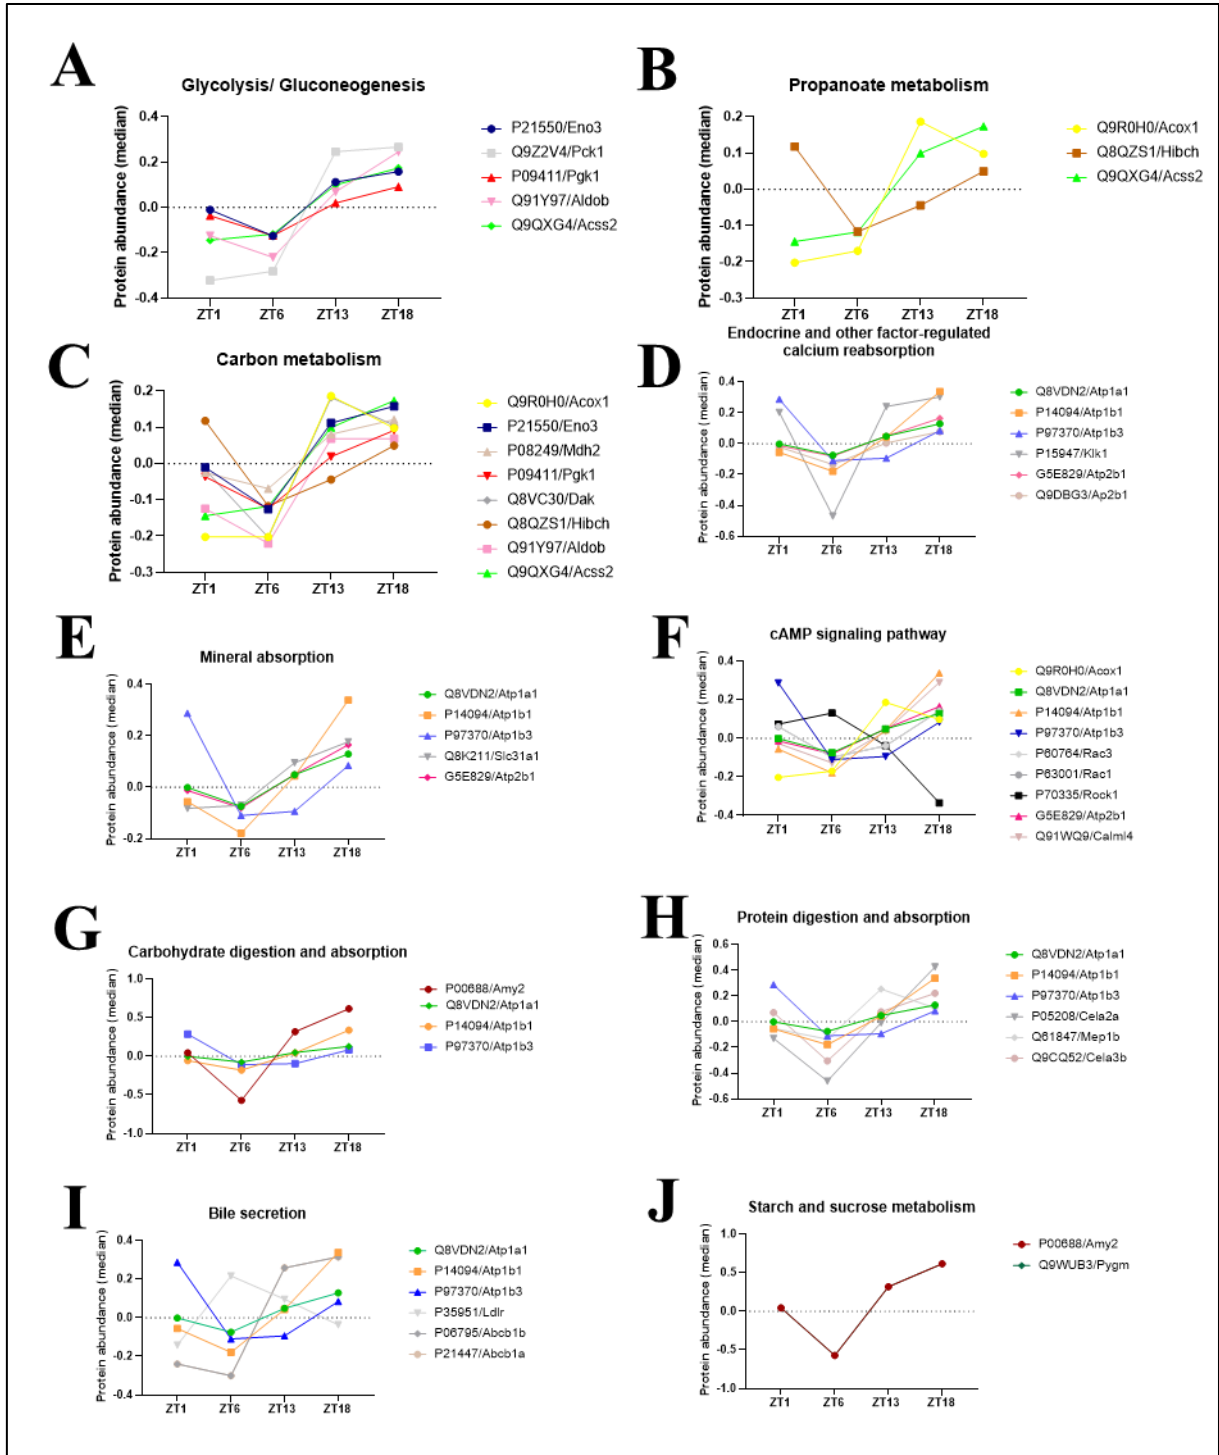 A
Glycolysis/ Gluconeogenesis
Protein abundance (median)
0.4
0.2
0.0
-0.2
-0.4
ZT1 ZT6 ZT13 ZT18
P21550/Eno3
Q9Z2V4/Pck1
P09411/Pgk1
Q91Y97/Aldob
Q9QXG4/Acss2
B
Propanoate metabolism
Protein abundance (median)
0.2
0.1
0.0
-0.1
-0.2
-0.3
ZT1 ZT6 ZT13 ZT18
Q9R0H0/Acox1
Q8QZS1/Hibch
Q9QXG4/Acss2
C
Carbon metabolism
Protein abundance (median)
0.2
0.1
0.0
-0.1
-0.2
-0.3
ZT1 ZT6 ZT13 ZT18
Q9R0H0/Acox1
P21550/Eno3
P08249/Mdh2
P09411/Pgk1
Q8VC30/Dak
Q8QZS1/Hibch
Q91Y97/Aldob
Q9QXG4/Acss2
D
Endocrine and other factor-regulated
calcium reabsorption
Protein abundance (median)
0.4
0.2
0.0
-0.2
-0.4
-0.6
ZT1 ZT6 ZT13 ZT18
Q8VDN2/Atp1a1
P14094/Atp1b1
P97370/Atp1b3
P15947/Klk1
G5E829/Atp2b1
Q9DBG3/Ap2b1
E
Mineral absorption
Protein abundance (median)
0.4
0.2
0.0
-0.2
ZT1 ZT6 ZT13 ZT18
Q8VDN2/Atp1a1
P14094/Atp1b1
P97370/Atp1b3
Q8K211/Slc31a1
G5E829/Atp2b1
F
cAMP signaling pathway
Protein abundance (median)
0.4
0.2
0.0
-0.2
-0.4
ZT1 ZT6 ZT13 ZT18
Q9R0H0/Acox1
Q8VDN2/Atp1a1
P14094/Atp1b1
P97370/Atp1b3
P60764/Rac3
P63001/Rac1
P70335/Rock1
G5E829/Atp2b1
Q91WQ9/Calml4
G
Carbohydrate digestion and absorption
Protein abundance (median)
1.0
0.5
0.0
-0.5
-1.0
ZT1 ZT6 ZT13 ZT18
P00688/Amy2
Q8VDN2/Atp1a1
P14094/Atp1b1
P97370/Atp1b3
H
Protein digestion and absorption
Protein abundance (median)
0.6
0.4
0.2
0.0
-0.2
-0.4
-0.6
ZT1 ZT6 ZT13 ZT18
Q8VDN2/Atp1a1
P14094/Atp1b1
P97370/Atp1b3
P05208/Cela2a
Q61847/Mep1b
Q9CQ52/Cela3b
I
Bile secretion
Protein abundance (median)
0.4
0.2
0.0
-0.2
-0.4
ZT1 ZT6 ZT13 ZT18
Q8VDN2/Atp1a1
P14094/Atp1b1
P97370/Atp1b3
P35951/Ldlr
P06795/Abcb1b
P21447/Abcb1a
J
Starch and sucrose metabolism
Protein abundance (median)
1.0
0.5
0.0
-0.5
-1.0
ZT1 ZT6 ZT13 ZT18
P00688/Amy2
Q9WUB3/Pygm